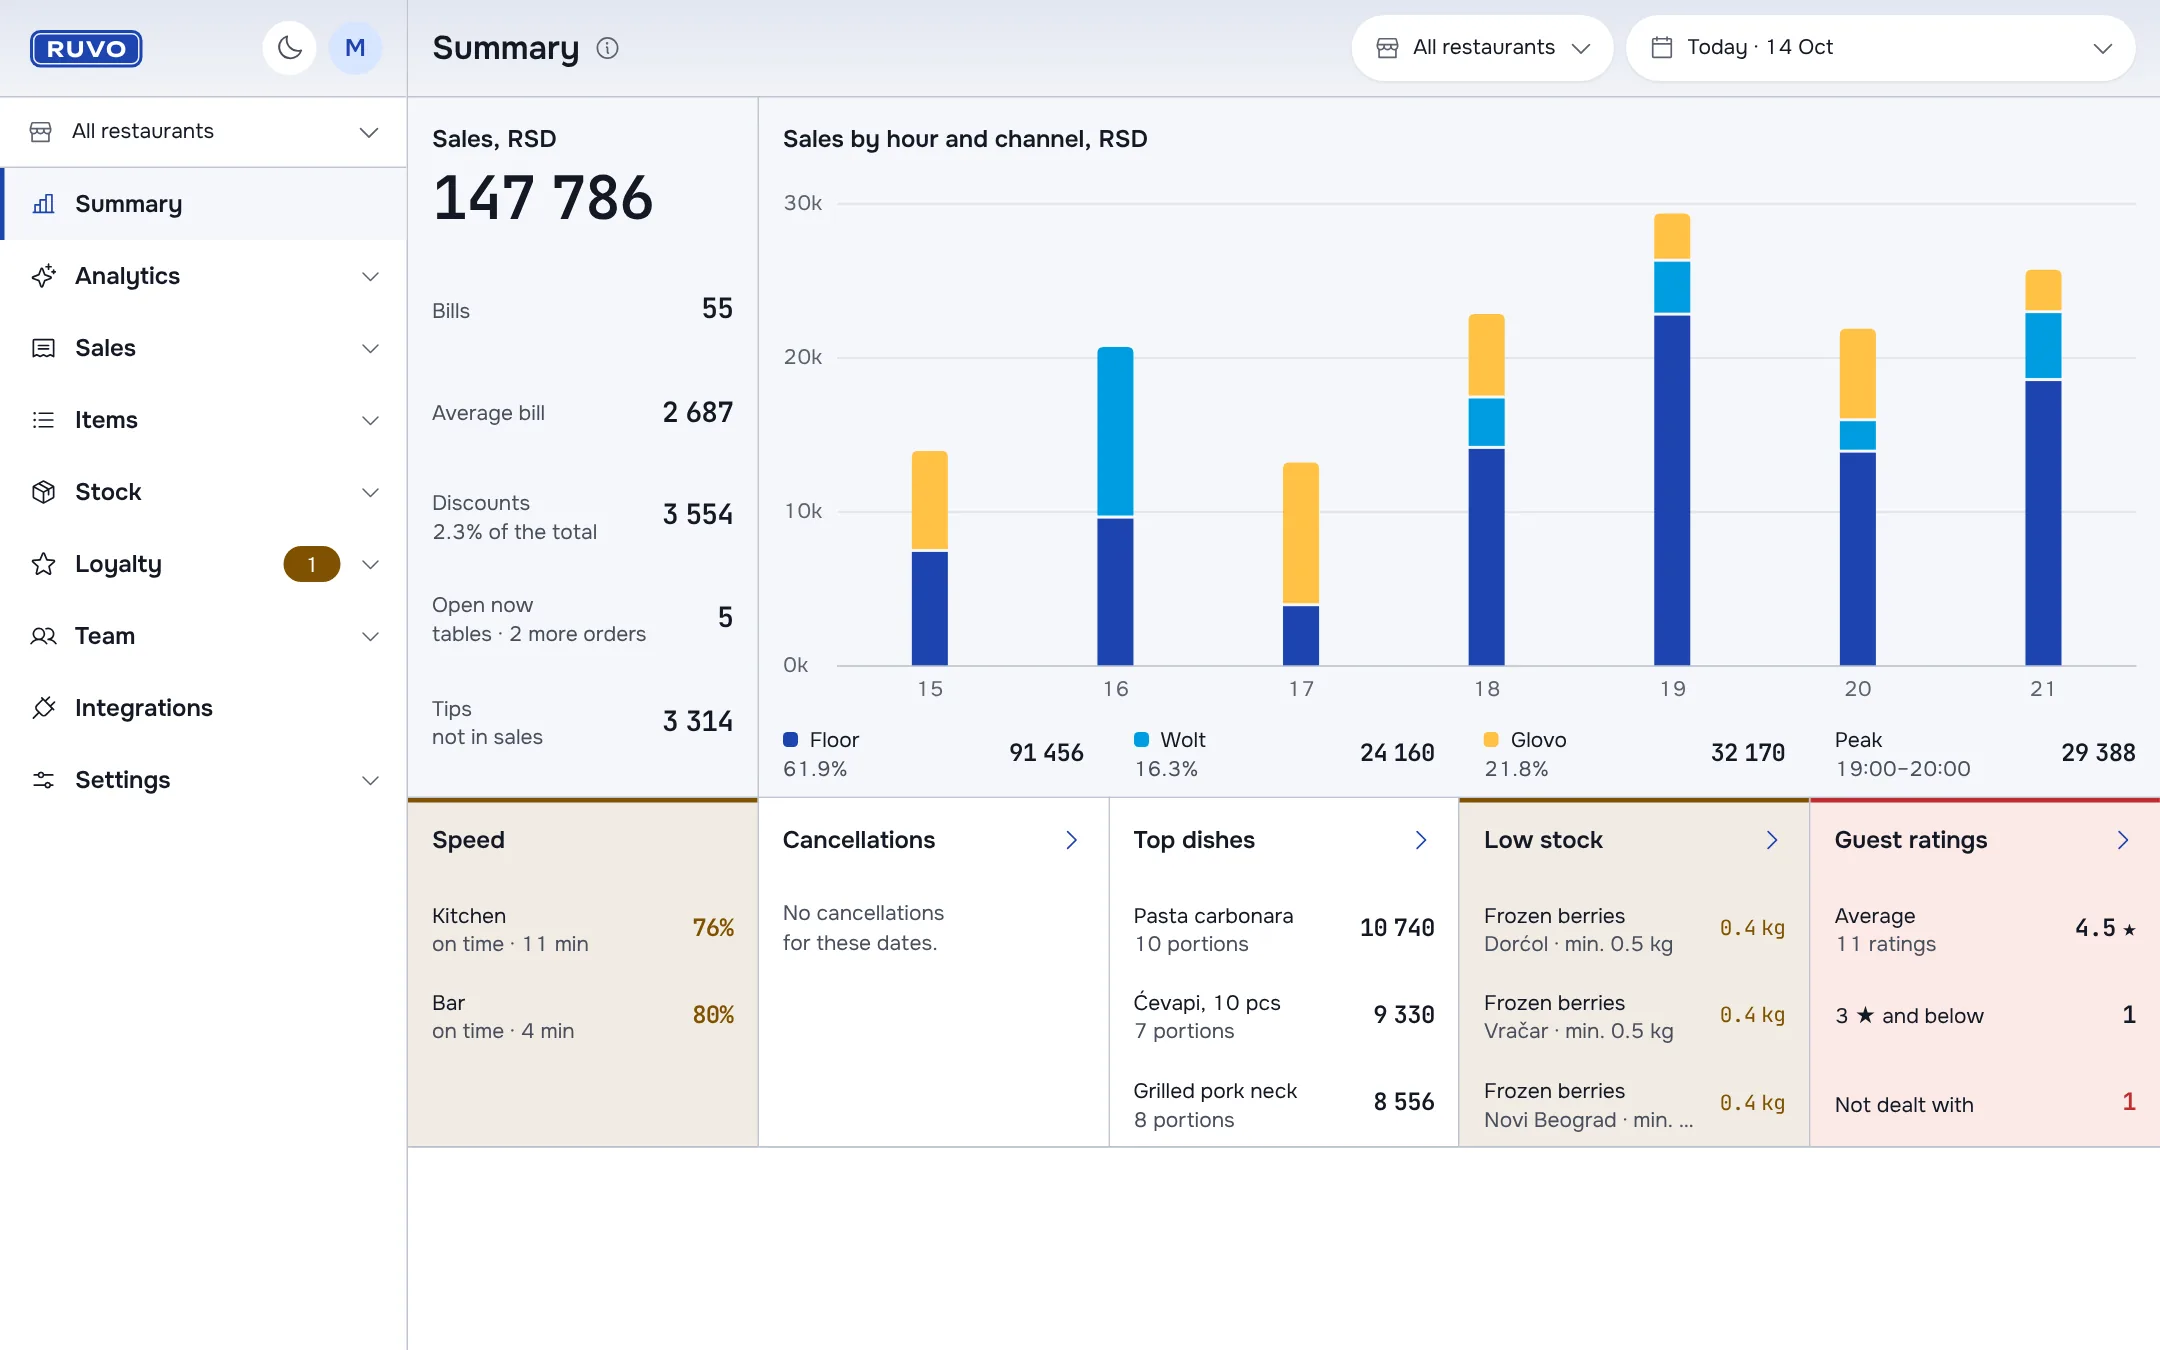 RUVO
M
Summary
All restaurants
Today · 14 Oct
All restaurants
Summary
Analytics
Sales
Items
Stock
Loyalty
1
Team
Integrations
Settings
Sales, RSD
147 786
Bills
55
Average bill
2 687
Discounts
2.3% of the total
3 554
Open now
tables · 2 more orders
5
Tips
not in sales
3 314
Sales by hour and channel, RSD
30k
20k
10k
0k
15
16
17
18
19
20
21
Floor
61.9%
91 456
Wolt
16.3%
24 160
Glovo
21.8%
32 170
Peak
19:00–20:00
29 388
Speed
Kitchen
on time · 11 min
76%
Bar
on time · 4 min
80%
Cancellations
No cancellations
for these dates.
Top dishes
Pasta carbonara
10 portions
10 740
Ćevapi, 10 pcs
7 portions
9 330
Grilled pork neck
8 portions
8 556
Low stock
Frozen berries
Dorćol · min. 0.5 kg
0.4 kg
Frozen berries
Vračar · min. 0.5 kg
0.4 kg
Frozen berries
Novi Beograd · min. ...
0.4 kg
Guest ratings
Average
11 ratings
4.5 ★
3 ★ and below
1
Not dealt with
1